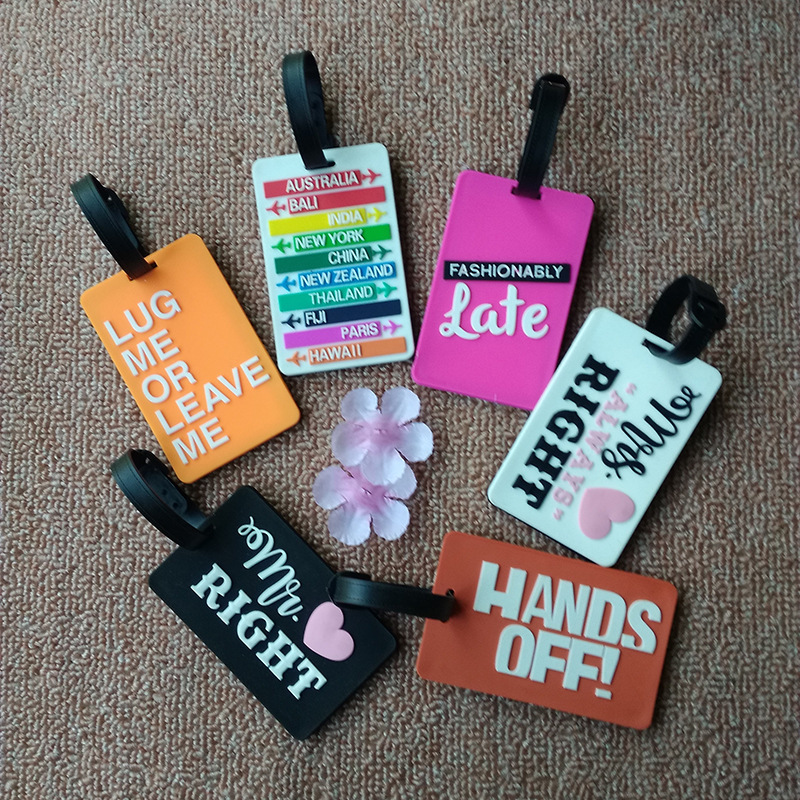 LUG
ME
OR
LEAVE
ME
AUSTRALIA
BALI
INDIA
NEW YORK
CHINA
NEW ZEALAND
THAILAND
FIJI
PARIS
HAWAII
FASHIONABLY
Late
Mrs.
"ALWAYS"
RIGHT
Mr.
RIGHT
HANDS
OFF!